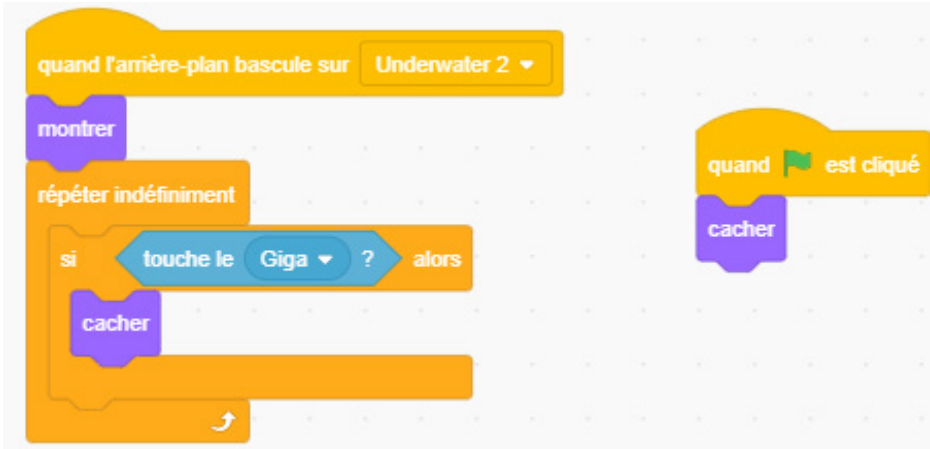 quand l'arrière-plan bascule sur Underwater 2
montrer
répéter indéfiniment
si touche le Giga ? alors
cacher
quand est cliqué
cacher